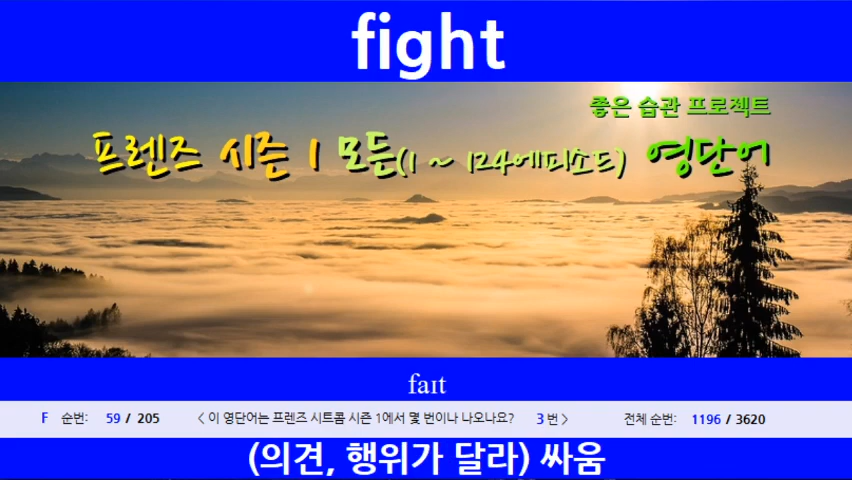 fight
좋은 습관 프로젝트
프렌즈 시즌 1 모든(1 ~ 124에피소드) 영단어
faɪt
F 순번: 59 / 205 < 이 영단어는 프렌즈 시트콤 시즌 1에서 몇 번이나 나오나요? 3 번 > 전체 순번: 1196 / 3620
(의견, 행위가 달라) 싸움